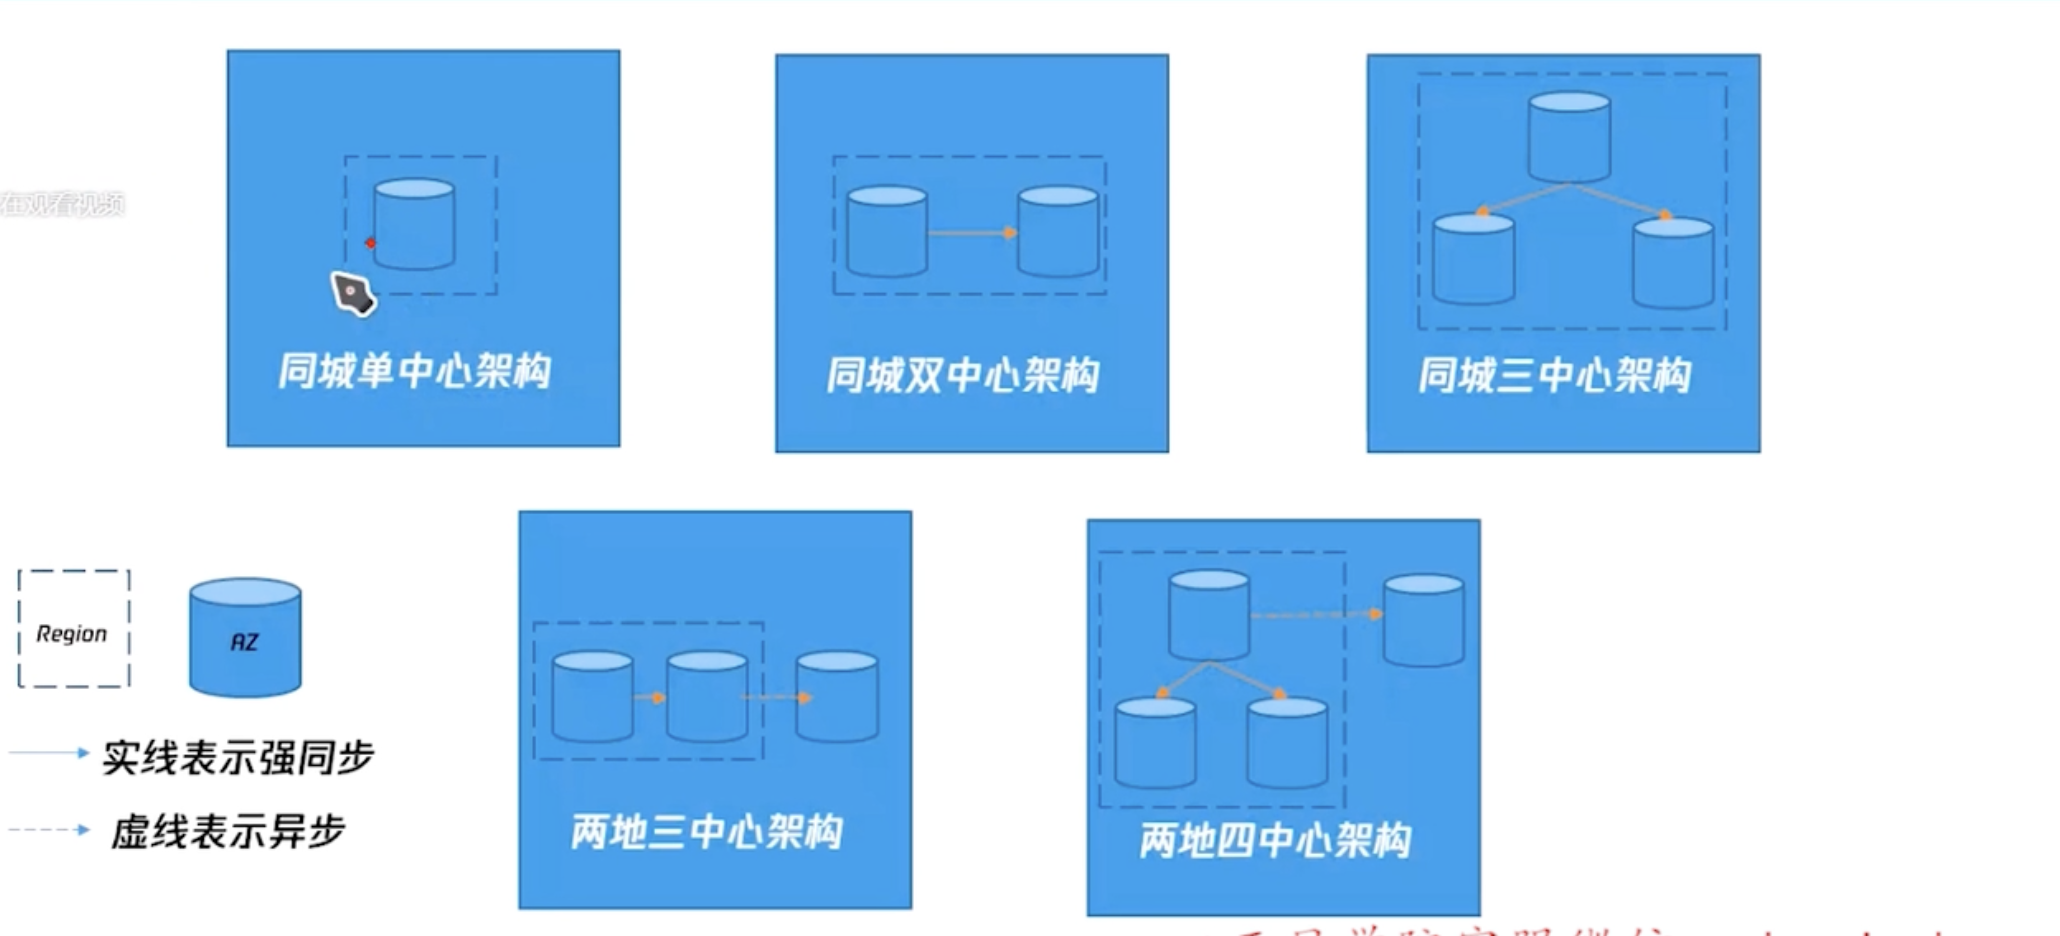 在观看视频
同城单中心架构
同城双中心架构
同城三中心架构
Region
AZ
实线表示强同步
虚线表示异步
两地三中心架构
两地四中心架构